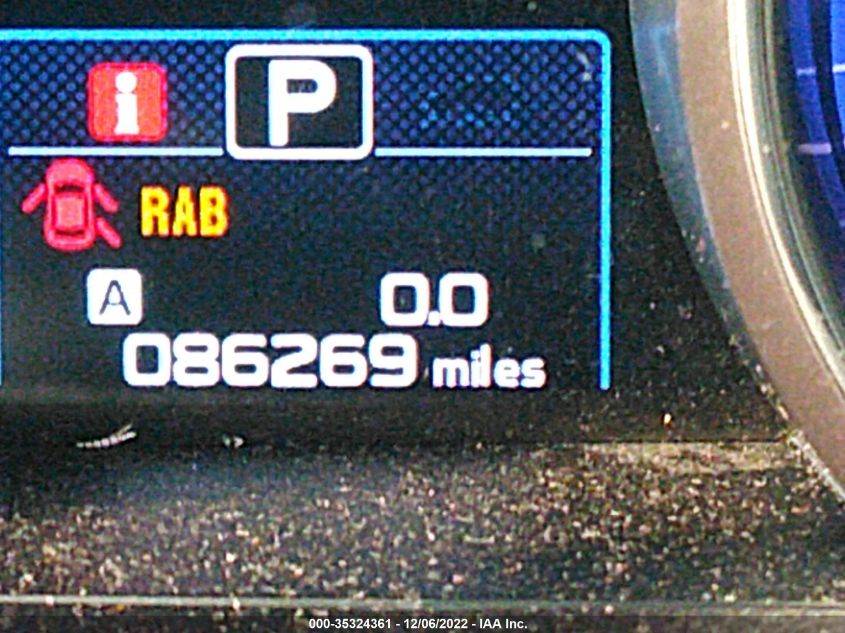 i P
RAB
A 0.0
086269 miles
000-35324361 - 12/06/2022 - IAA Inc.